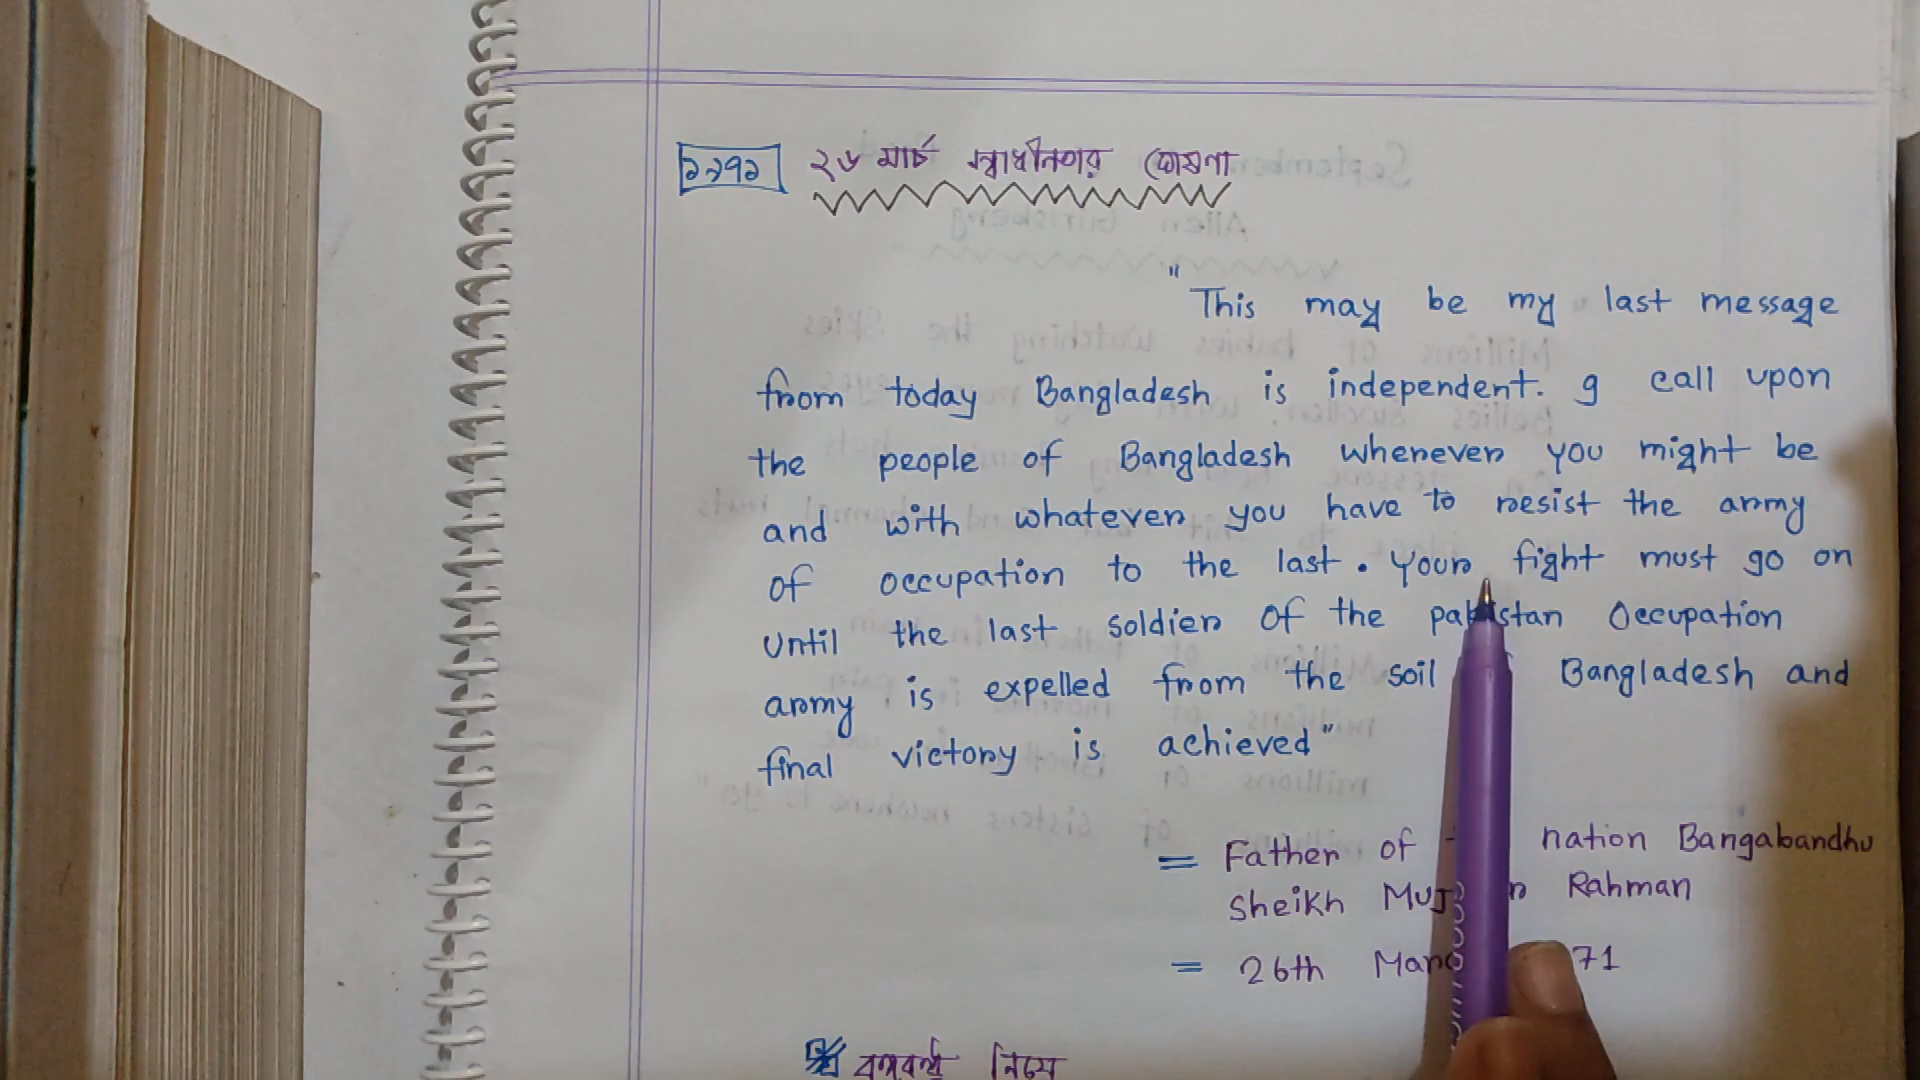 ১৯৭১ ২৬ মার্চ স্বাধীনতার ঘোষণা
"This may be my last message
from today Bangladesh is independent. I call upon
the people of Bangladesh wherever you might be
and with whatever you have to resist the army
of occupation to the last. Your fight must go on
until the last soldier of the pakistan Occupation
army is expelled from the soil Bangladesh and
final victory is achieved"
= Father of nation Bangabandhu
Sheikh Rahman
= 26th 71
বঙ্গবন্ধু নিয়ে